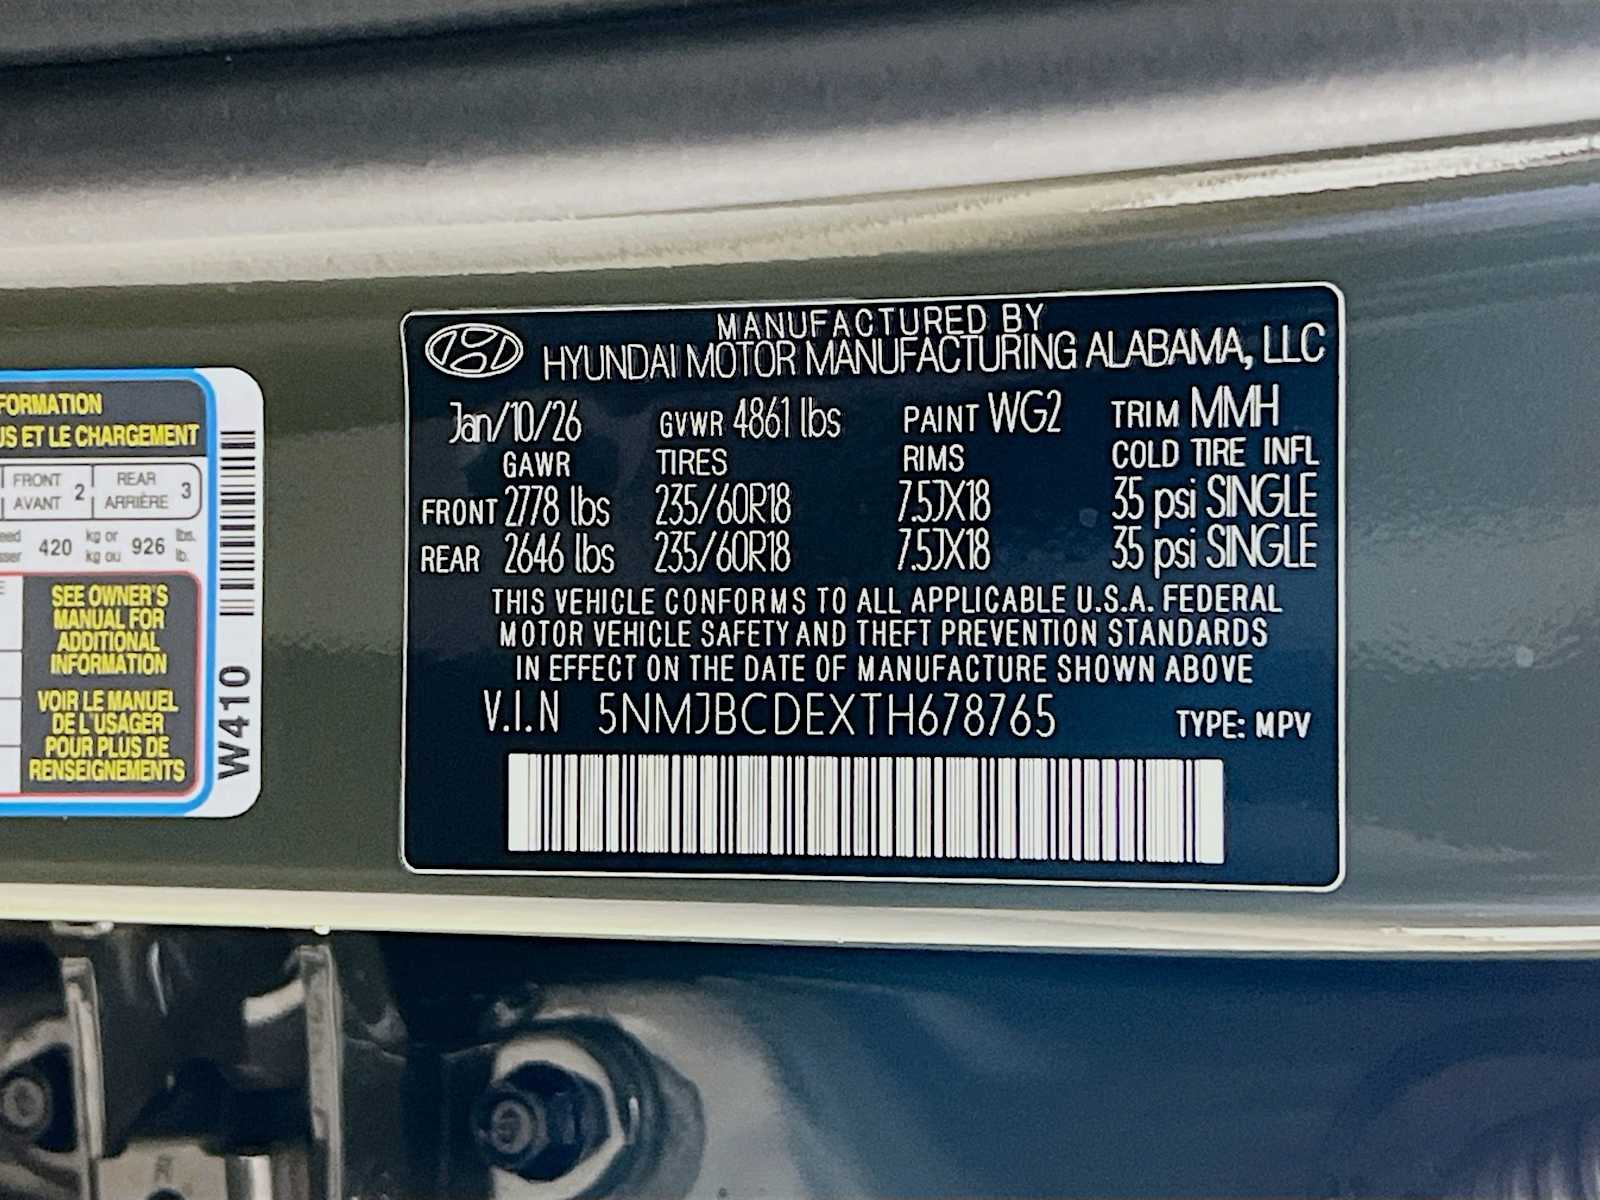 FORMATION
US ET LE CHARGEMENT
FRONT AVANT 2 REAR ARRIÈRE 3
420 kg or kg ou 926 lbs. lb.
SEE OWNER'S
MANUAL FOR
ADDITIONAL
INFORMATION
VOIR LE MANUEL
DE L'USAGER
POUR PLUS DE
RENSEIGNEMENTS
W410
MANUFACTURED BY
HYUNDAI MOTOR MANUFACTURING ALABAMA, LLC
Jan/10/26 GVWR 4861 lbs PAINT WG2 TRIM MMH
GAWR TIRES RIMS COLD TIRE INFL
FRONT 2778 lbs 235/60R18 7.5JX18 35 psi SINGLE
REAR 2646 lbs 235/60R18 7.5JX18 35 psi SINGLE
THIS VEHICLE CONFORMS TO ALL APPLICABLE U.S.A. FEDERAL
MOTOR VEHICLE SAFETY AND THEFT PREVENTION STANDARDS
IN EFFECT ON THE DATE OF MANUFACTURE SHOWN ABOVE
V.I.N 5NMJBCDEXTH678765 TYPE: MPV